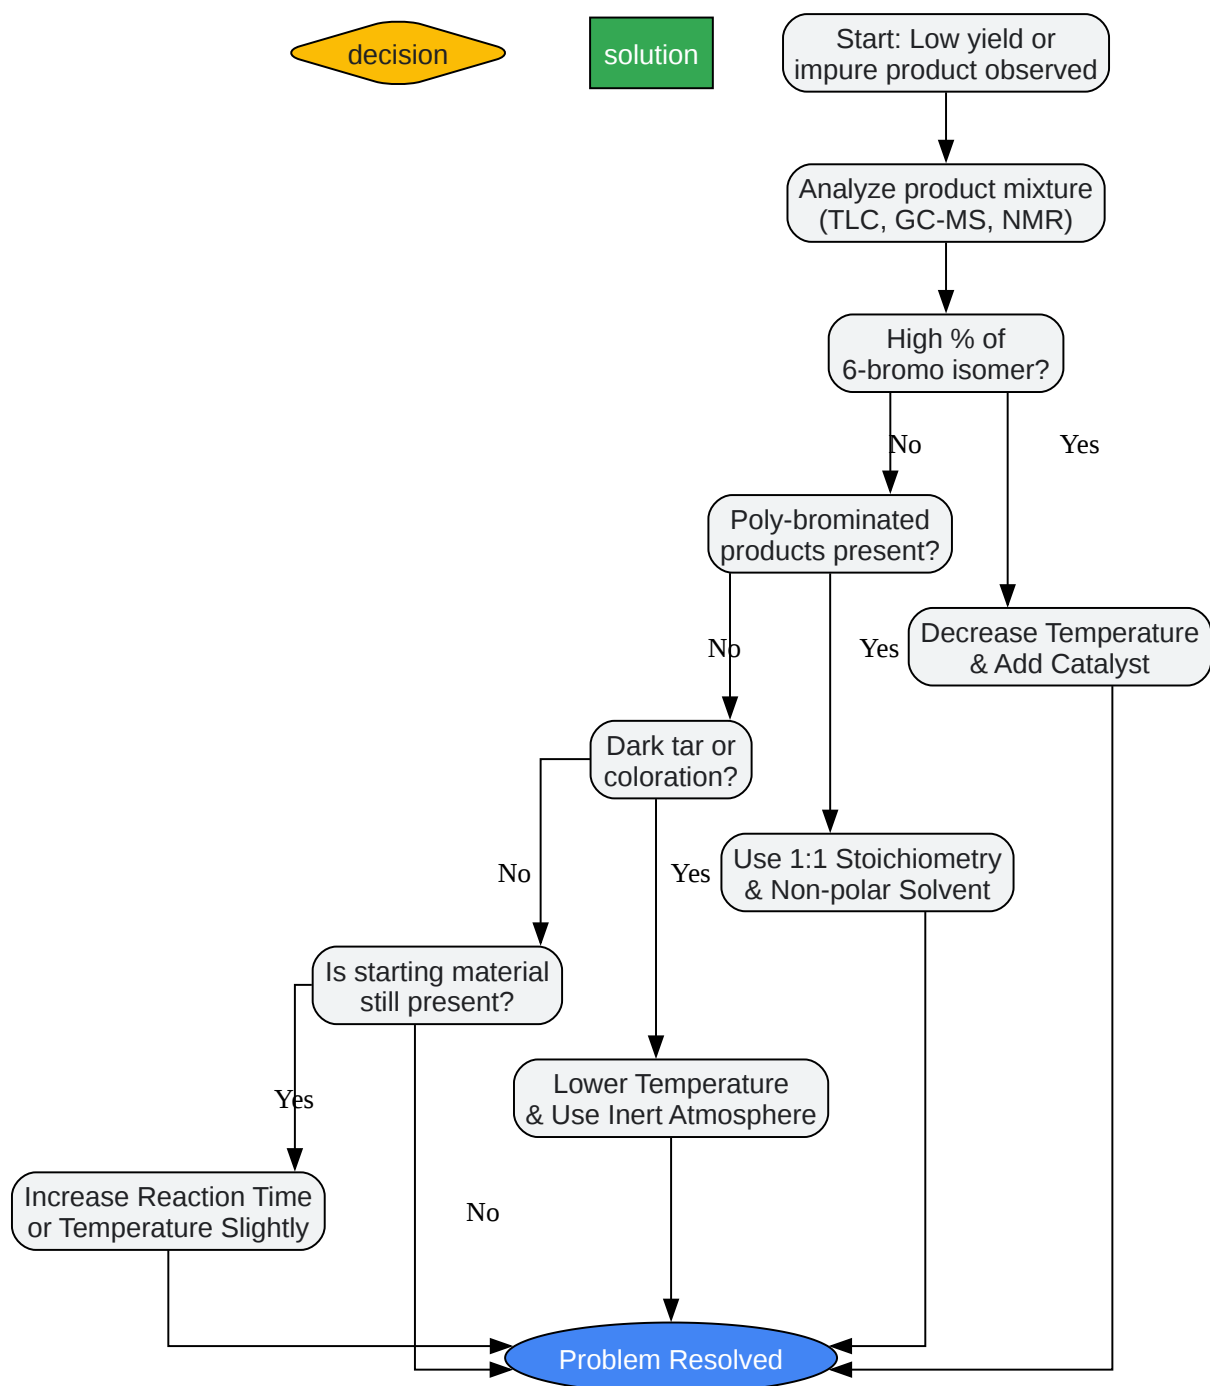 decision
solution
Start: Low yield or
impure product observed
Analyze product mixture
(TLC, GC-MS, NMR)
High % of
6-bromo isomer?
No
Yes
Poly-brominated
products present?
No
Yes
Decrease Temperature
& Add Catalyst
Dark tar or
coloration?
No
Yes
Use 1:1 Stoichiometry
& Non-polar Solvent
Is starting material
still present?
Yes
Lower Temperature
& Use Inert Atmosphere
Increase Reaction Time
or Temperature Slightly
No
Problem Resolved